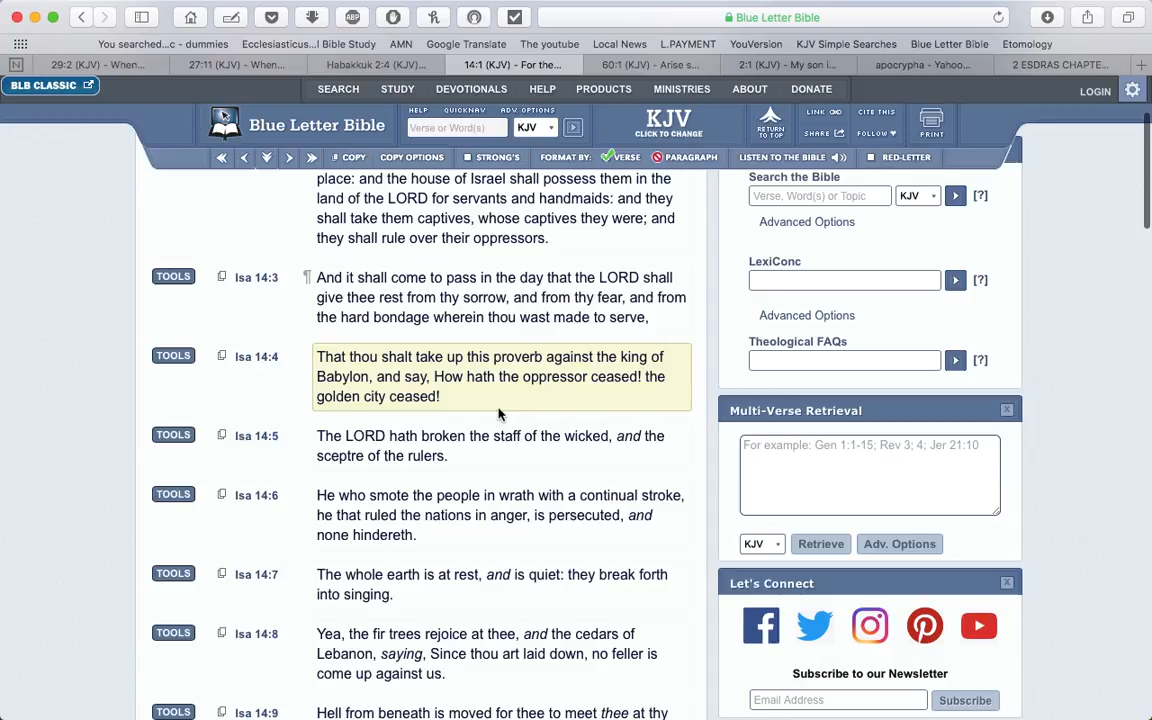 Blue Letter Bible
You searched...c - dummies
Ecclesiasticus...l Bible Study
AMN
Google Translate
The youtube
Local News
L.PAYMENT
YouVersion
KJV Simple Searches
Blue Letter Bible
Etomology
29:2 (KJV) - When...
27:11 (KJV) - When...
Habakkuk 2:4 (KJV)...
14:1 (KJV) - For the...
60:1 (KJV) - Arise s...
2:1 (KJV) - My son i...
apocrypha - Yahoo...
2 ESDRAS CHAPTE...
BLB CLASSIC
SEARCH
STUDY
DEVOTIONALS
HELP
PRODUCTS
MINISTRIES
ABOUT
DONATE
LOGIN
Blue Letter Bible
HELP
QUICKNAV
ADV. OPTIONS
Verse or Word(s)
KJV
KJV
CLICK TO CHANGE
RETURN
TO TOP
LINK
CITE THIS
SHARE
FOLLOW
PRINT
COPY
COPY OPTIONS
STRONG'S
FORMAT BY:
VERSE
PARAGRAPH
LISTEN TO THE BIBLE
RED-LETTER
place: and the house of Israel shall possess them in the
land of the LORD for servants and handmaids: and they
shall take them captives, whose captives they were; and
they shall rule over their oppressors.
TOOLS
Isa 14:3
¶ And it shall come to pass in the day that the LORD shall
give thee rest from thy sorrow, and from thy fear, and from
the hard bondage wherein thou wast made to serve,
TOOLS
Isa 14:4
That thou shalt take up this proverb against the king of
Babylon, and say, How hath the oppressor ceased! the
golden city ceased!
TOOLS
Isa 14:5
The LORD hath broken the staff of the wicked, and the
sceptre of the rulers.
TOOLS
Isa 14:6
He who smote the people in wrath with a continual stroke,
he that ruled the nations in anger, is persecuted, and
none hindereth.
TOOLS
Isa 14:7
The whole earth is at rest, and is quiet: they break forth
into singing.
TOOLS
Isa 14:8
Yea, the fir trees rejoice at thee, and the cedars of
Lebanon, saying, Since thou art laid down, no feller is
come up against us.
TOOLS
Isa 14:9
Hell from beneath is moved for thee to meet thee at thy
Search the Bible
Verse, Word(s) or Topic
KJV
[?]
Advanced Options
LexiConc
[?]
Advanced Options
Theological FAQs
[?]
Multi-Verse Retrieval
For example: Gen 1:1-15; Rev 3; 4; Jer 21:10
KJV
Retrieve
Adv. Options
Let's Connect
Subscribe to our Newsletter
Email Address
Subscribe